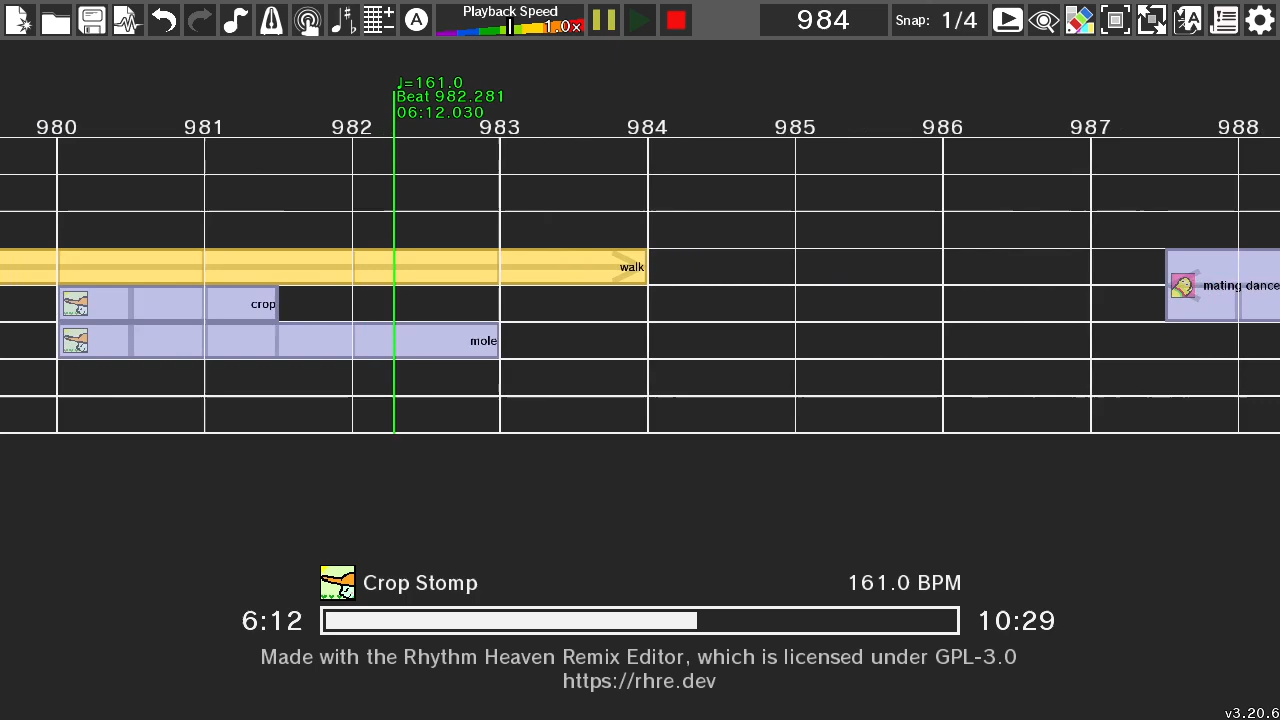 Playback Speed
1.0x
984
Snap: 1/4
♩=161.0
Beat 982.281
06:12.030
980 981 982 983 984 985 986 987 988
walk
crop
mating dance
mole
Crop Stomp
161.0 BPM
6:12
10:29
Made with the Rhythm Heaven Remix Editor, which is licensed under GPL-3.0
https://rhre.dev
v3.20.6